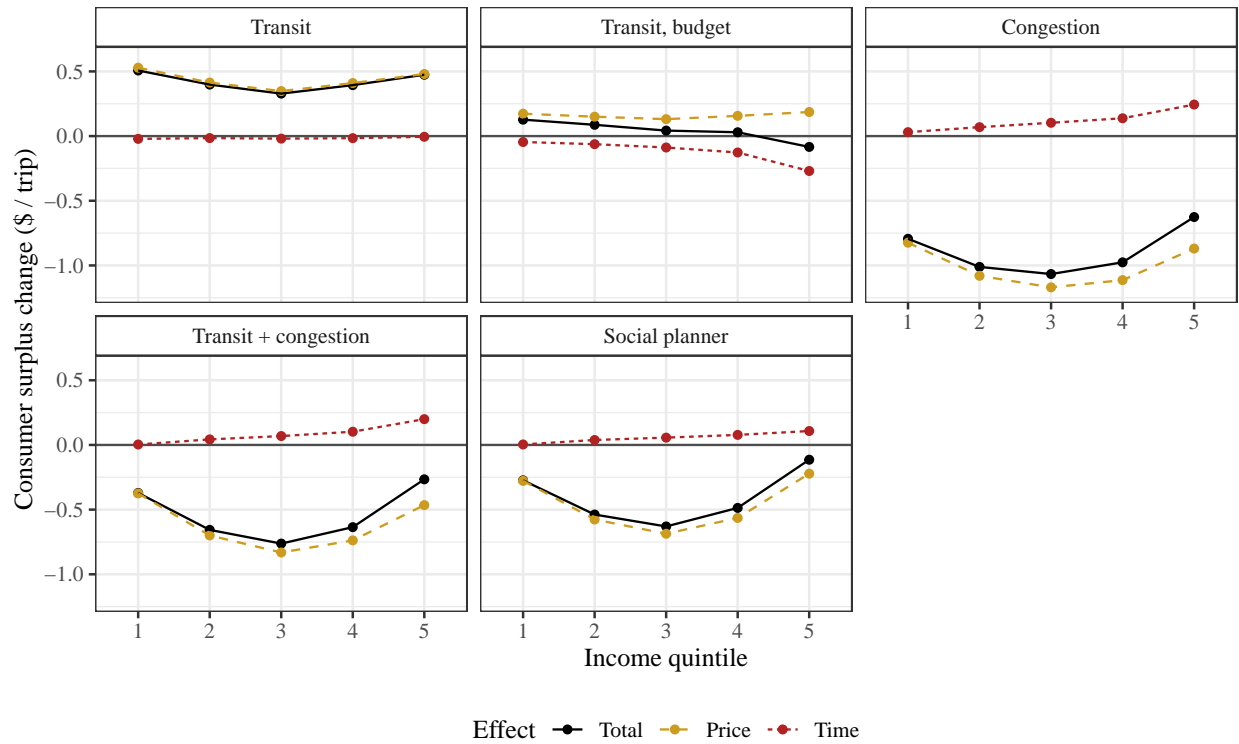 Transit
Transit, budget
Congestion
Consumer surplus change ($ / trip)
0.5
0.0
−0.5
−1.0
1 2 3 4 5
Transit + congestion
Social planner
0.5
0.0
−0.5
−1.0
1 2 3 4 5
1 2 3 4 5
Income quintile
Effect Total Price Time